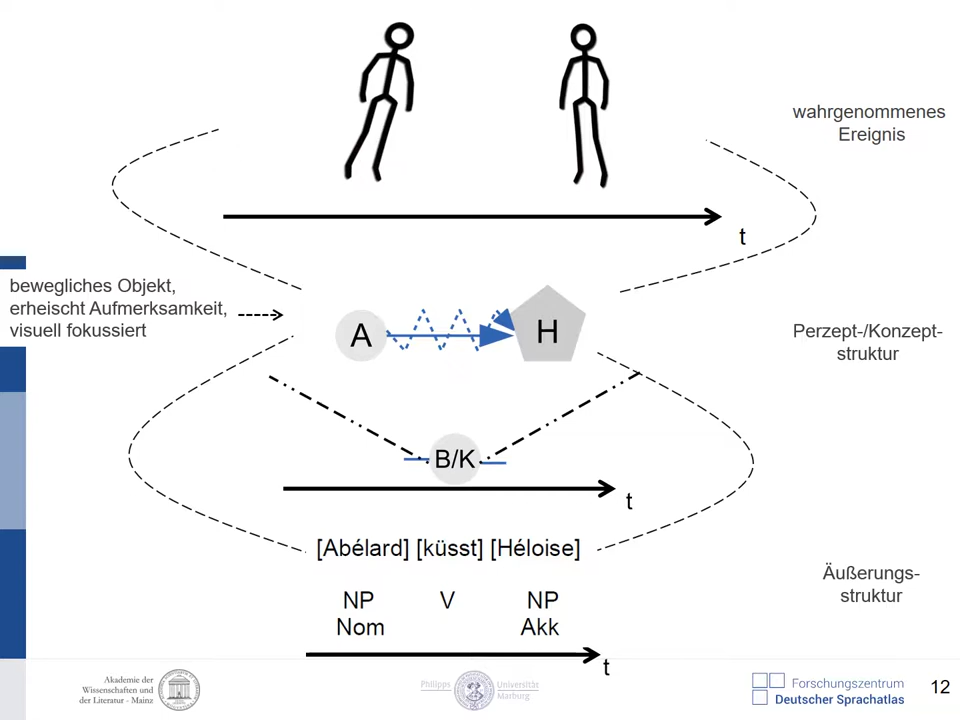 wahrgenommenes
Ereignis
t
bewegliches Objekt,
erheischt Aufmerksamkeit,
visuell fokussiert
A
H
Perzept-/Konzept-
struktur
B/K
t
[Abélard] [küsst] [Héloise]
NP V NP
Nom Akk
Äußerungs-
struktur
t
Akademie der
Wissenschaften und
der Literatur - Mainz
Philipps Universität
Marburg
Forschungszentrum
Deutscher Sprachatlas
12